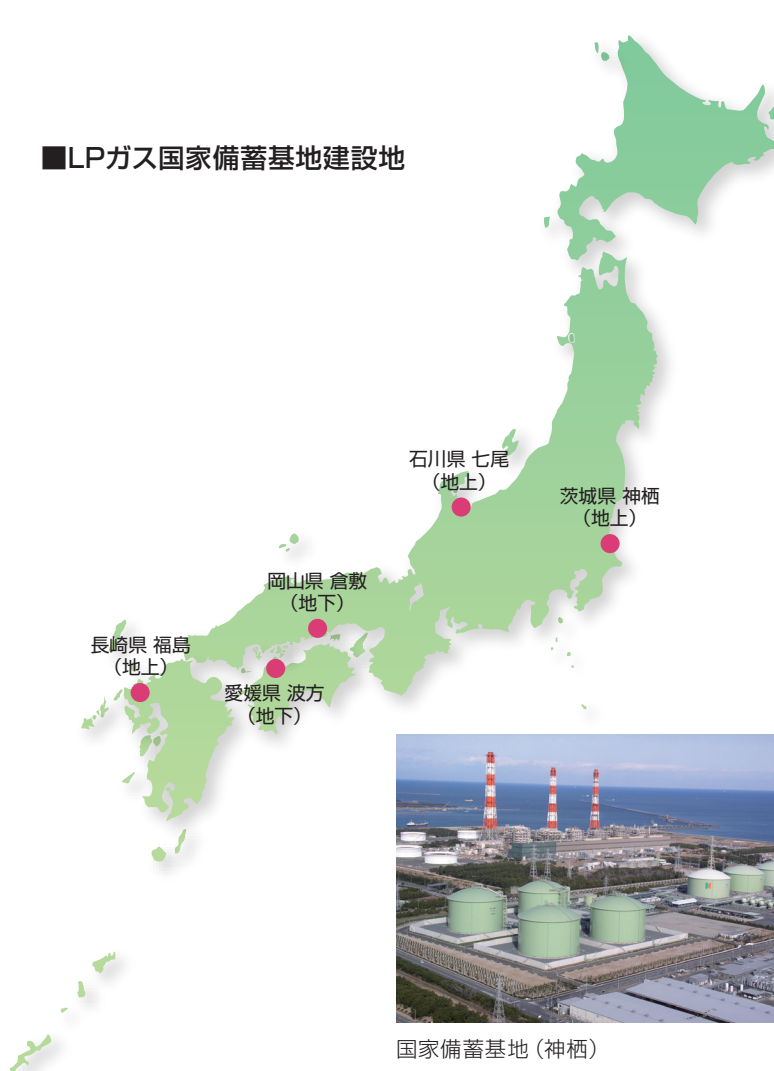 ■LPガス国家備蓄基地建設地
石川県 七尾
（地上）
茨城県 神栖
（地上）
岡山県 倉敷
（地下）
長崎県 福島
（地上）
愛媛県 波方
（地下）
国家備蓄基地（神栖）